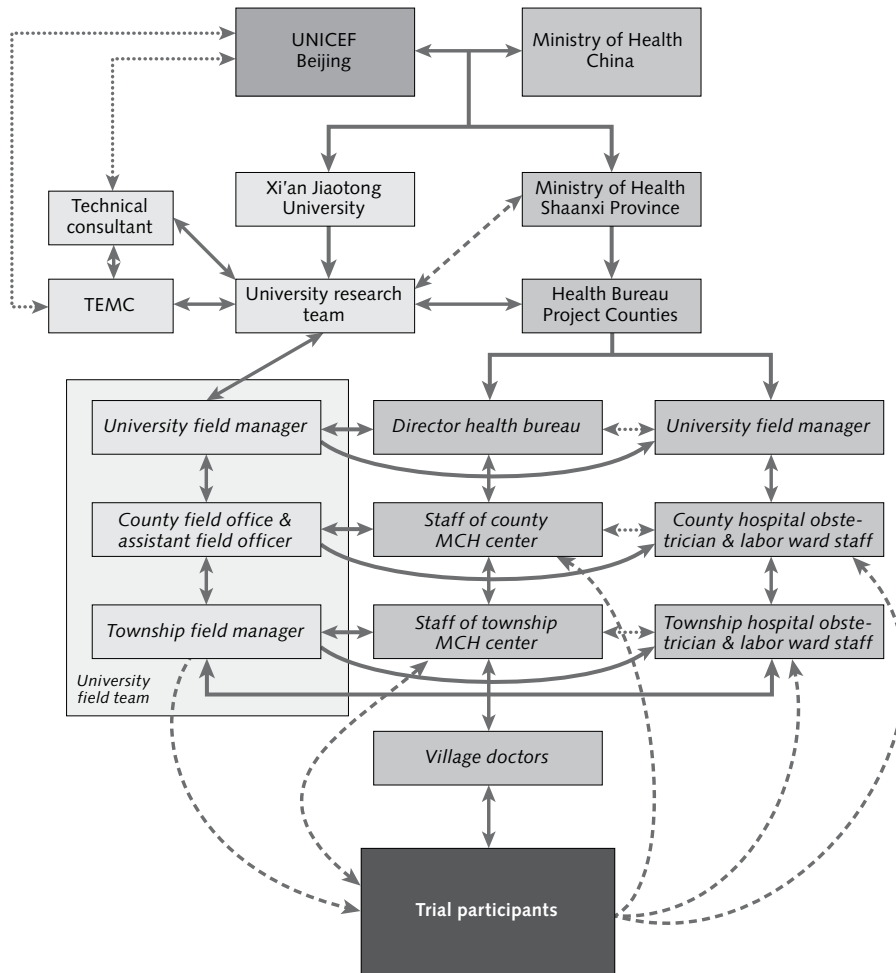 UNICEF
Beijing
Ministry of Health
China
Xi'an Jiaotong
University
Ministry of Health
Shaanxi Province
Technical
consultant
TEMC
University research
team
Health Bureau
Project Counties
University field manager
Director health bureau
University field manager
County field office &
assistant field officer
Staff of county
MCH center
County hospital obste-
trician & labor ward staff
Township field manager
Staff of township
MCH center
Township hospital obste-
trician & labor ward staff
University
field team
Village doctors
Trial participants